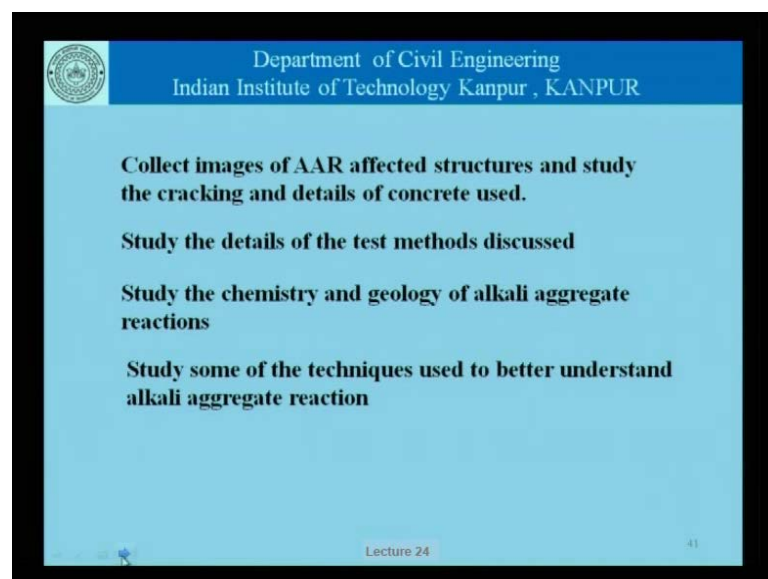 Department of Civil Engineering
Indian Institute of Technology Kanpur , KANPUR
Collect images of AAR affected structures and study
the cracking and details of concrete used.
Study the details of the test methods discussed
Study the chemistry and geology of alkali aggregate
reactions
Study some of the techniques used to better understand
alkali aggregate reaction
Lecture 24
41